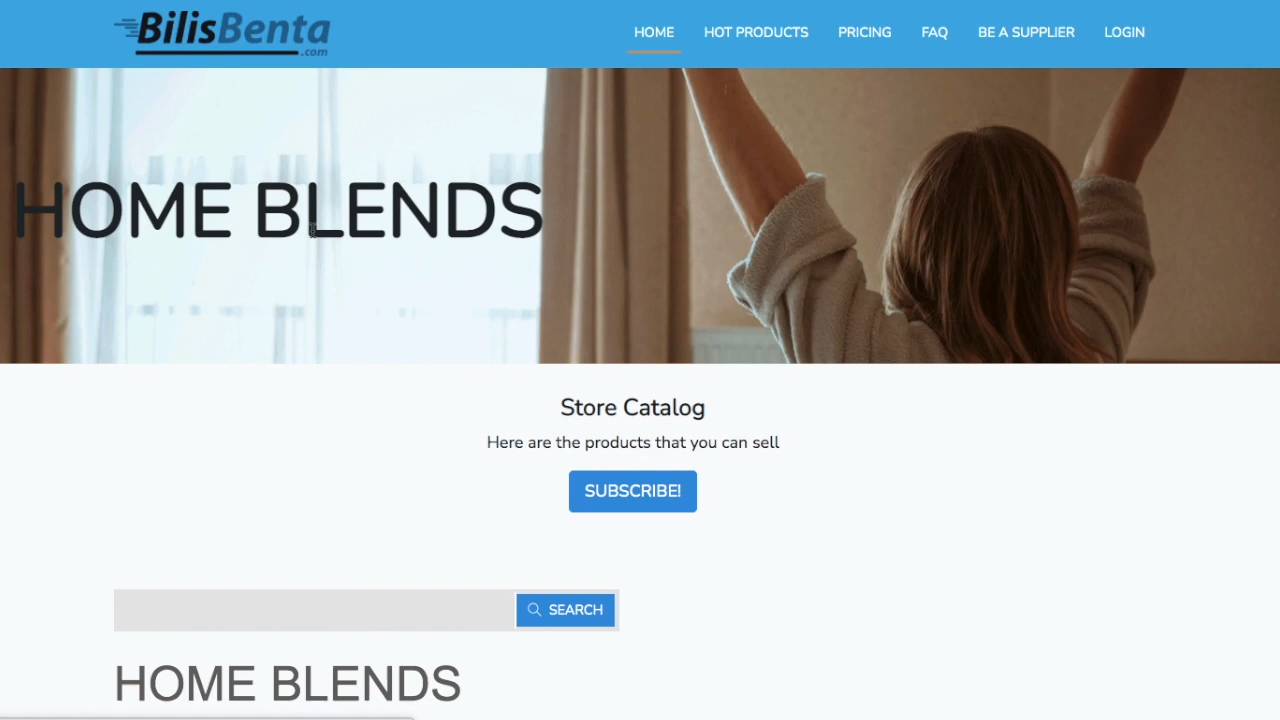 BilisBenta
.com
HOME HOT PRODUCTS PRICING FAQ BE A SUPPLIER LOGIN
HOME BLENDS
Store Catalog
Here are the products that you can sell
SUBSCRIBE!
SEARCH
HOME BLENDS